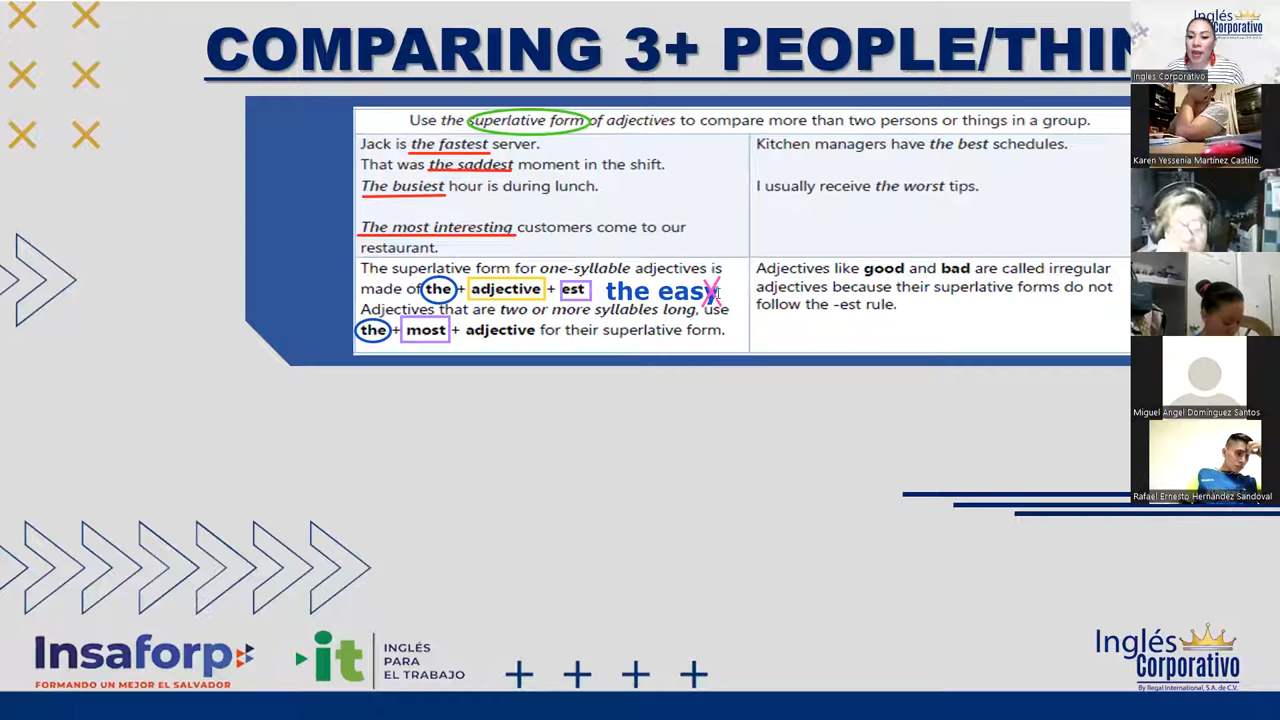 COMPARING 3+ PEOPLE/THIN
Inglés
Corporativo
Ingles Corporativo
Use the superlative form of adjectives to compare more than two persons or things in a group.
Jack is the fastest server.
That was the saddest moment in the shift.
The busiest hour is during lunch.
The most interesting customers come to our
restaurant.
Kitchen managers have the best schedules.
I usually receive the worst tips.
The superlative form for one-syllable adjectives is
made of the + adjective + est
the easy
Adjectives that are two or more syllables long, use
the + most + adjective for their superlative form.
Adjectives like good and bad are called irregular
adjectives because their superlative forms do not
follow the -est rule.
Karen Yessenia Martínez Castillo
Miguel Angel Domínguez Santos
Rafael Ernesto Hernández Sandoval
Insaforp
FORMANDO UN MEJOR EL SALVADOR
it
INGLÉS
PARA
EL TRABAJO
Inglés
Corporativo
By Regal International, S.A. de C.V.